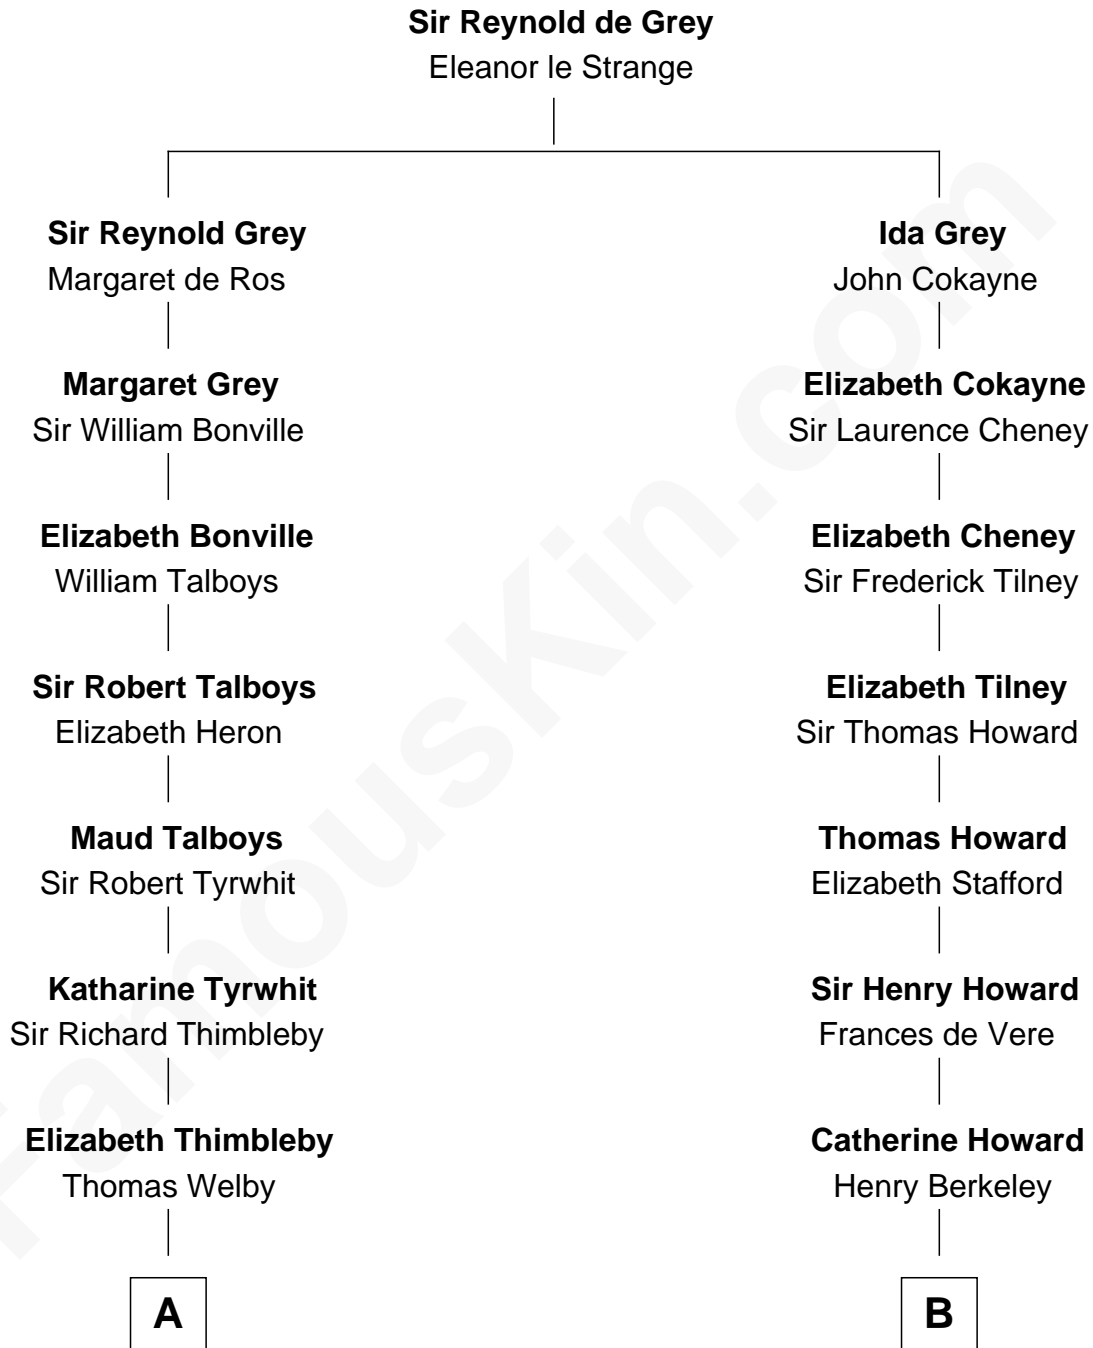 Sir Reynold de Grey
Eleanor le Strange
Sir Reynold Grey
Margaret de Ros
Ida Grey
John Cokayne
Margaret Grey
Sir William Bonville
Elizabeth Cokayne
Sir Laurence Cheney
Elizabeth Bonville
William Talboys
Elizabeth Cheney
Sir Frederick Tilney
Sir Robert Talboys
Elizabeth Heron
Elizabeth Tilney
Sir Thomas Howard
Maud Talboys
Sir Robert Tyrwhit
Thomas Howard
Elizabeth Stafford
Katharine Tyrwhit
Sir Richard Thimbleby
Sir Henry Howard
Frances de Vere
Elizabeth Thimbleby
Thomas Welby
Catherine Howard
Henry Berkeley
A
B
FamousKin.com